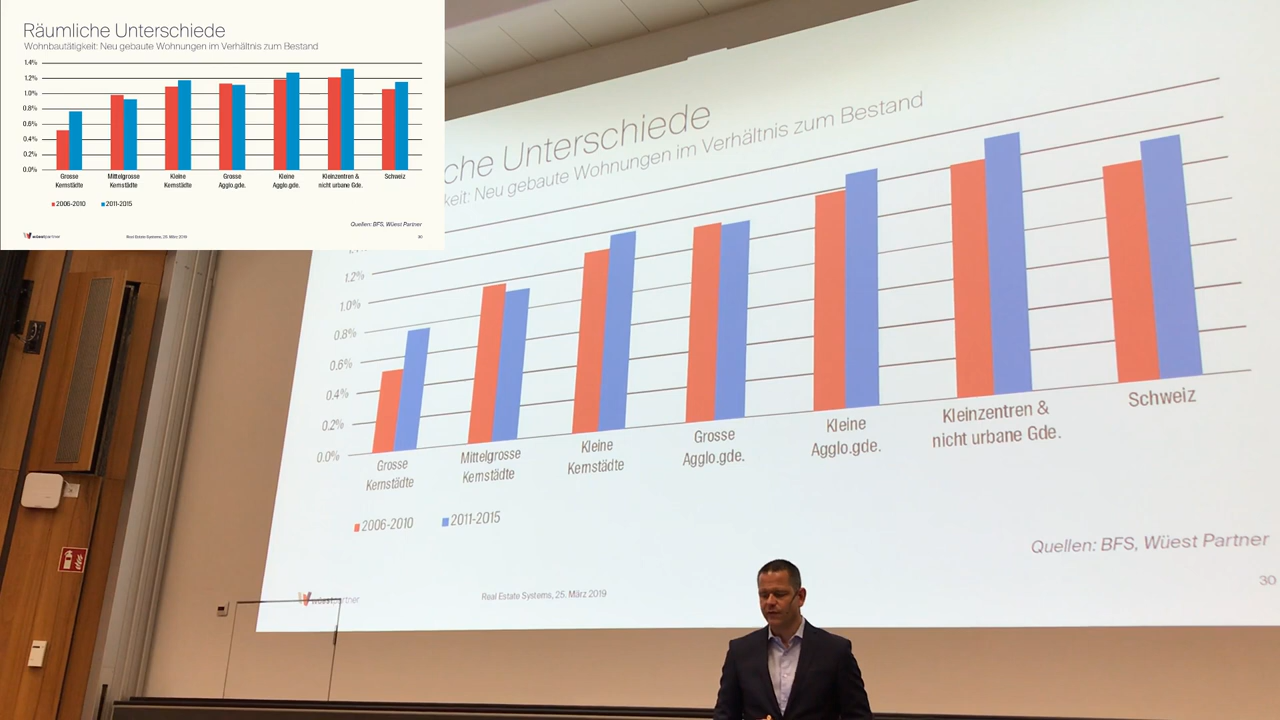 Räumliche Unterschiede
Wohnbautätigkeit: Neu gebaute Wohnungen im Verhältnis zum Bestand
1.4%
1.2%
1.0%
0.8%
0.6%
0.4%
0.2%
0.0%
Grosse Kernstädte
Mittelgrosse Kernstädte
Kleine Kernstädte
Grosse Agglo.gde.
Kleine Agglo.gde.
Kleinzentren & nicht urbane Gde.
Schweiz
2006-2010
2011-2015
Quellen: BFS, Wüest Partner
wüestpartner
Real Estate Systems, 25. März 2019
30
che Unterschiede
keit: Neu gebaute Wohnungen im Verhältnis zum Bestand
1.2%
1.0%
0.8%
0.6%
0.4%
0.2%
0.0%
Grosse Kernstädte
Mittelgrosse Kernstädte
Kleine Kernstädte
Grosse Agglo.gde.
Kleine Agglo.gde.
Kleinzentren & nicht urbane Gde.
Schweiz
2006-2010
2011-2015
Quellen: BFS, Wüest Partner
wüestpartner
Real Estate Systems, 25. März 2019
30